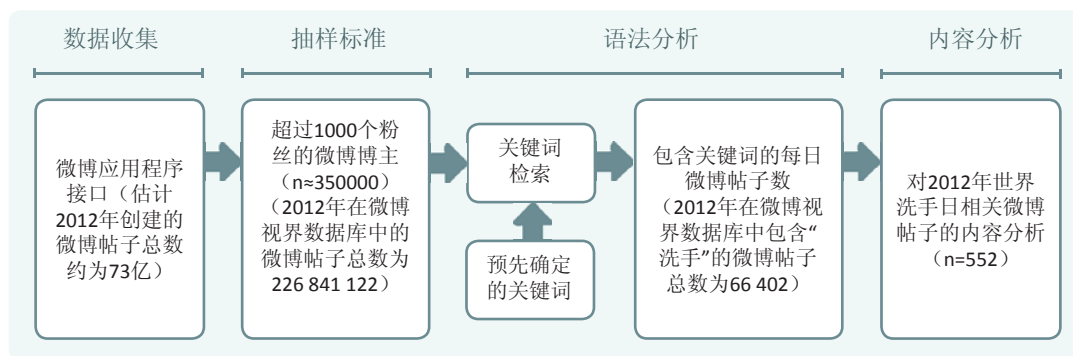 数据收集
抽样标准
语法分析
内容分析
微博应用程序
接口（估计
2012年创建的
微博帖子总数
约为73亿）
超过1000个粉
丝的微博博主
（n≈350000）
（2012年在微博
视界数据库中的
微博帖子总数为
226 841 122）
关键词
检索
预先确定
的关键词
包含关键词的每日
微博帖子数
（2012年在微博视
界数据库中包含“
洗手”的微博帖子
总数为66 402）
对2012年世界
洗手日相关微博
帖子的内容分析
（n=552）